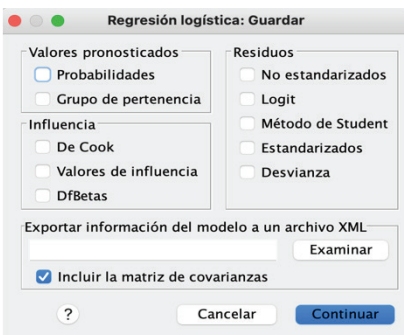 Regresión logística: Guardar
Valores pronosticados
Probabilidades
Grupo de pertenencia
Influencia
De Cook
Valores de influencia
DfBetas
Residuos
No estandarizados
Logit
Método de Student
Estandarizados
Desvianza
Exportar información del modelo a un archivo XML
Examinar
Incluir la matriz de covarianzas
?
Cancelar
Continuar